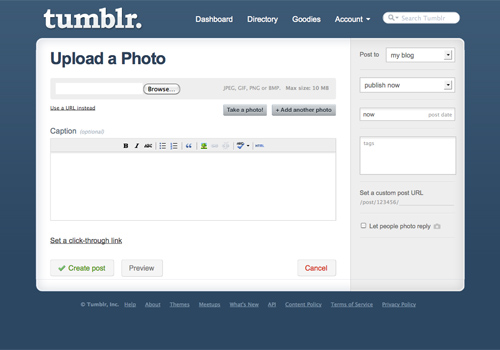 tumblr.
Dashboard Directory Goodies Account Search Tumblr
Upload a Photo
Browse... JPEG, GIF, PNG or BMP. Max size: 10 MB
Use a URL instead
Take a photo! + Add another photo
Caption (optional)
B I ABC HTML
Set a click-through link
Create post Preview Cancel
Post to my blog
publish now
now post date
tags
Set a custom post URL
/post/123456/
Let people photo reply
© Tumblr, Inc. Help About Themes Meetups What's New API Content Policy Terms of Service Privacy Policy